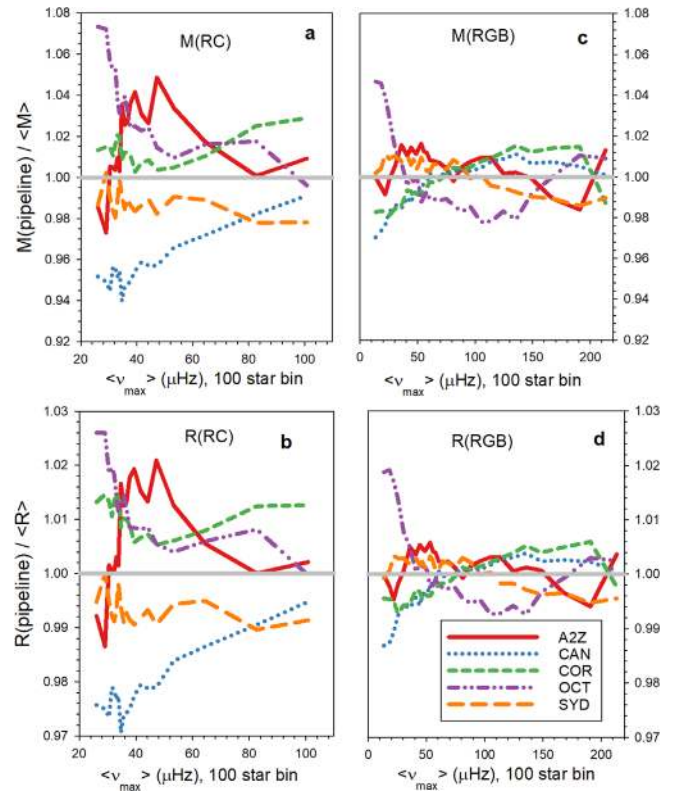 M(RC)
a
M(RGB)
c
M(pipeline) / <M>
1.08
1.06
1.04
1.02
1.00
0.98
0.96
0.94
0.92
20
40
60
80
100
<νmax> (μHz), 100 star bin
1.08
1.06
1.04
1.02
1.00
0.98
0.96
0.94
0.92
0
50
100
150
200
<νmax> (μHz), 100 star bin
R(RC)
b
R(RGB)
d
R(pipeline) / <R>
1.03
1.02
1.01
1.00
0.99
0.98
0.97
20
40
60
80
100
<νmax> (μHz), 100 star bin
1.03
1.02
1.01
1.00
0.99
0.98
0.97
0
50
100
150
200
<νmax> (μHz), 100 star bin
A2Z
CAN
COR
OCT
SYD